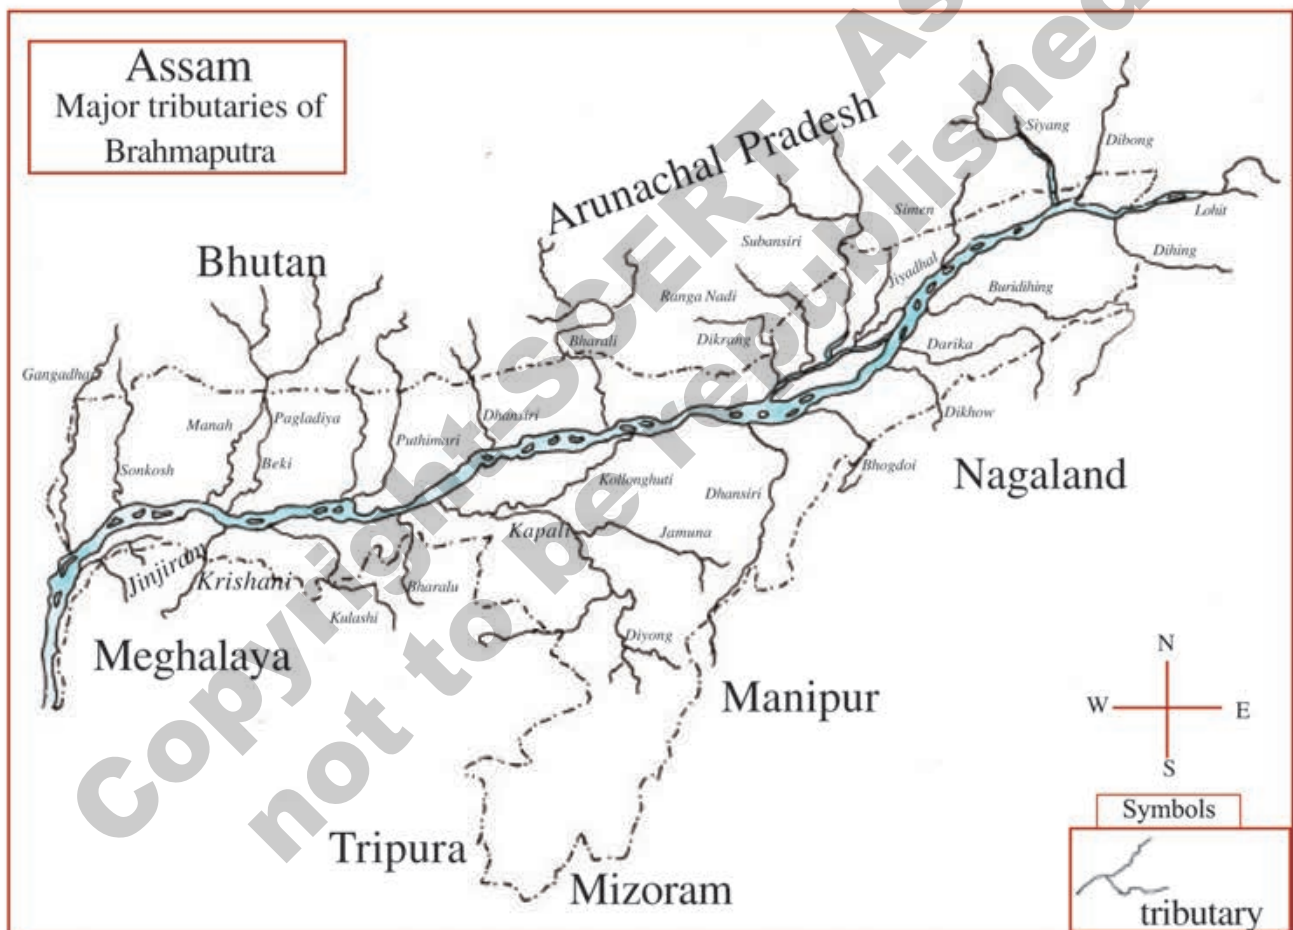 Assam
Major tributaries of
Brahmaputra
Arunachal Pradesh
Bhutan
Siyang
Dibong
Simen
Lohit
Subansiri
Dihing
Jiyadhal
Ranga Nadi
Buridihing
Dikrang
Bharali
Darika
Gangadhar
Manah
Pagladiya
Dhansiri
Dikhow
Puthimari
Sonkosh
Beki
Bhogdoi
Kollonghuti
Dhansiri
Nagaland
Kapali
Jamuna
Jinjiram
Krishani
Bharalu
Kulashi
Diyong
Meghalaya
Manipur
N
W
E
S
Tripura
Mizoram
Symbols
tributary
Copyright SCERT, As
not to be republished